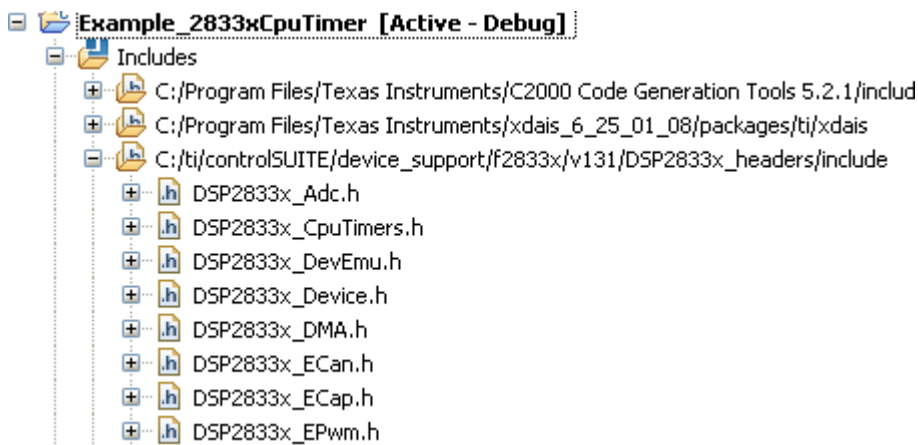 Example_2833xCpuTimer [Active - Debug]
Includes
C:/Program Files/Texas Instruments/C2000 Code Generation Tools 5.2.1/includ
C:/Program Files/Texas Instruments/xdais_6_25_01_08/packages/ti/xdais
C:/ti/controlSUITE/device_support/f2833x/v131/DSP2833x_headers/include
.h DSP2833x_Adc.h
.h DSP2833x_CpuTimers.h
.h DSP2833x_DevEmu.h
.h DSP2833x_Device.h
.h DSP2833x_DMA.h
.h DSP2833x_ECan.h
.h DSP2833x_ECap.h
.h DSP2833x_EPwm.h